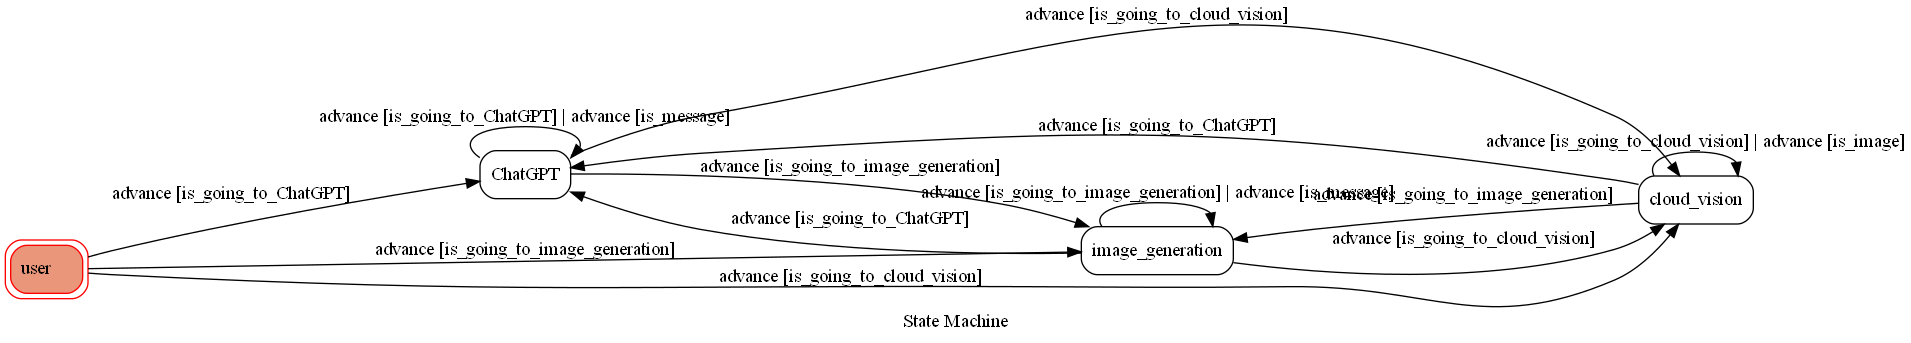 advance [is_going_to_cloud_vision]
advance [is_going_to_ChatGPT] | advance [is_message]
advance [is_going_to_ChatGPT]
advance [is_going_to_cloud_vision] | advance [is_image]
advance [is_going_to_image_generation]
ChatGPT
advance [is_going_to_ChatGPT]
advance [is_going_to_image_generation] | advance [is_message]
advance [is_going_to_image_generation]
cloud_vision
advance [is_going_to_ChatGPT]
advance [is_going_to_cloud_vision]
advance [is_going_to_image_generation]
image_generation
user
advance [is_going_to_cloud_vision]
State Machine